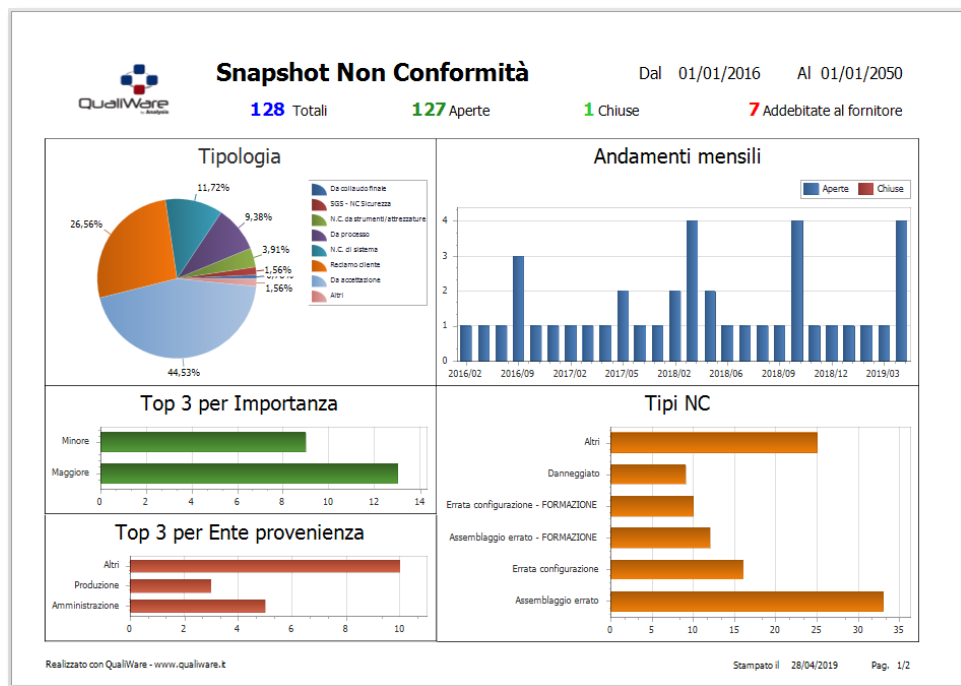 QualiWare
by Analysis
Snapshot Non Conformità
Dal 01/01/2016 Al 01/01/2050
128 Totali
127 Aperte
1 Chiuse
7 Addebitate al fornitore
Tipologia
11,72%
9,38%
26,56%
3,91%
1,56%
1,56%
44,53%
Da collaudo finale
SGS - NC Sicurezza
N.C. da strumenti/attrezzature
Da processo
N.C. di sistema
Reclamo cliente
Da accettazione
Altri
Andamenti mensili
Aperte Chiuse
4
3
2
1
0
2016/02 2016/09 2017/02 2017/05 2018/02 2018/06 2018/09 2018/12 2019/03
Top 3 per Importanza
Minore
Maggiore
0 2 4 6 8 10 12 14
Top 3 per Ente provenienza
Altri
Produzione
Amministrazione
0 2 4 6 8 10
Tipi NC
Altri
Danneggiato
Errata configurazione - FORMAZIONE
Assemblaggio errato - FORMAZIONE
Errata configurazione
Assemblaggio errato
0 5 10 15 20 25 30 35
Realizzato con QualiWare - www.qualiware.it
Stampato il 28/04/2019 Pag. 1/2